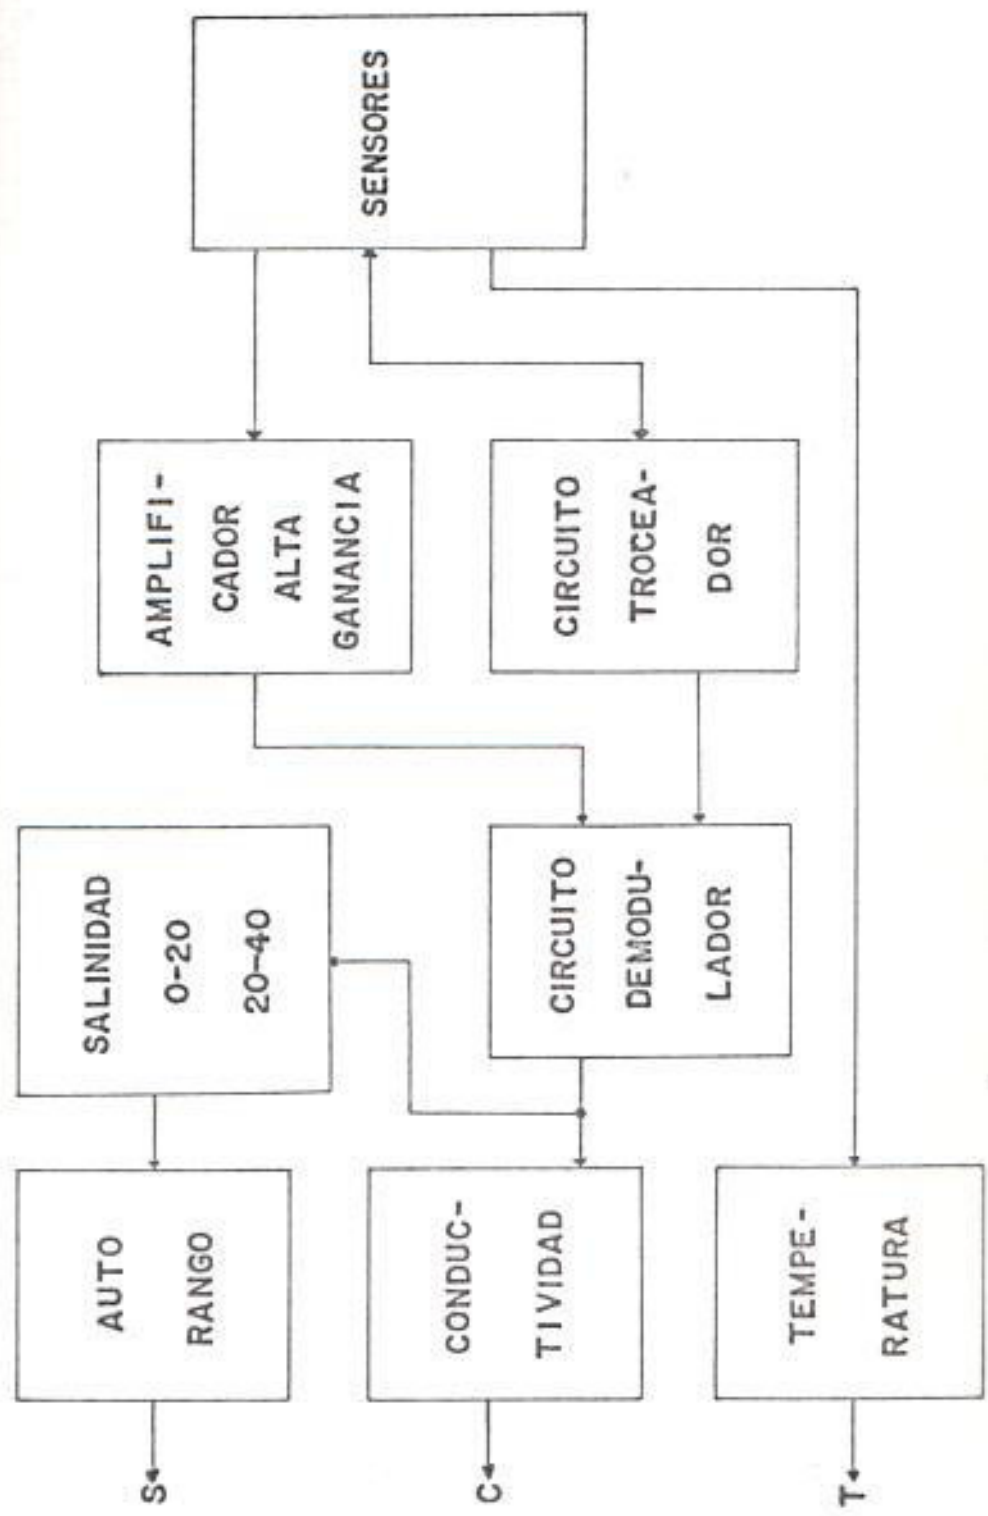 S
AUTO
RANGO
SALINIDAD
0-20
20-40
AMPLIFI-
CADOR
ALTA
GANANCIA
SENSORES
C
CONDUC-
TIVIDAD
CIRCUITO
DEMODU-
LADOR
CIRCUITO
TROCEA-
DOR
T
TEMPE-
RATURA